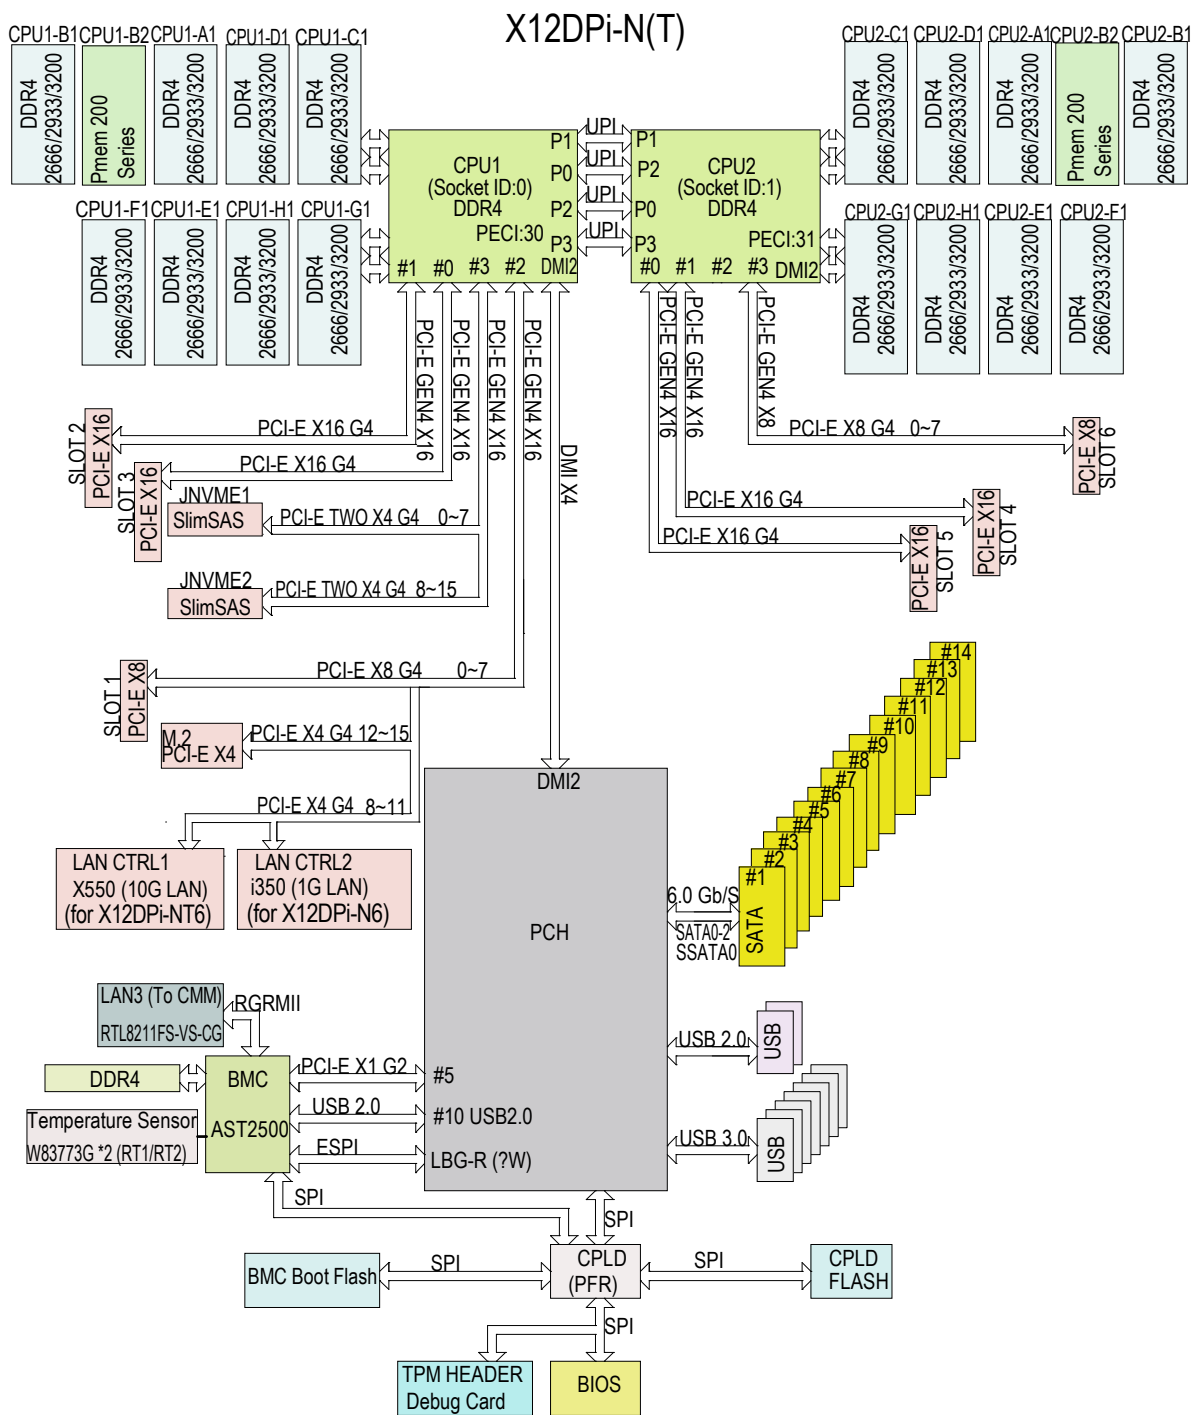 X12DPi-N(T)
CPU1-B1 CPU1-B2 CPU1-A1 CPU1-D1 CPU1-C1
DDR4
2666/2933/3200
Pmem 200
Series
DDR4
2666/2933/3200
DDR4
2666/2933/3200
DDR4
2666/2933/3200
CPU2-C1 CPU2-D1 CPU2-A1 CPU2-B2 CPU2-B1
DDR4
2666/2933/3200
DDR4
2666/2933/3200
DDR4
2666/2933/3200
Pmem 200
Series
DDR4
2666/2933/3200
CPU1-F1 CPU1-E1 CPU1-H1 CPU1-G1
DDR4
2666/2933/3200
DDR4
2666/2933/3200
DDR4
2666/2933/3200
DDR4
2666/2933/3200
CPU2-G1 CPU2-H1 CPU2-E1 CPU2-F1
DDR4
2666/2933/3200
DDR4
2666/2933/3200
DDR4
2666/2933/3200
DDR4
2666/2933/3200
CPU1
(Socket ID:0)
DDR4
PECI:30
P1
P0
P2
P3
#1 #0 #3 #2 DMI2
UPI
UPI
UPI
UPI
P1
P2
P0
P3
CPU2
(Socket ID:1)
DDR4
PECI:31
#0 #1 #2 #3 DMI2
PCI-E GEN4 X16
PCI-E GEN4 X16
PCI-E GEN4 X16
PCI-E GEN4 X16
DMI X4
PCI-E GEN4 X16
PCI-E GEN4 X16
PCI-E GEN4 X8
SLOT 2
PCI-E X16
PCI-E X16 G4
SLOT 3
PCI-E X16
PCI-E X16 G4
JNVME1
SlimSAS
PCI-E TWO X4 G4 0~7
JNVME2
SlimSAS
PCI-E TWO X4 G4 8~15
PCI-E X8 G4 0~7
PCI-E X8
SLOT 6
PCI-E X16 G4
PCI-E X16
SLOT 4
PCI-E X16 G4
PCI-E X16
SLOT 5
SLOT 1
PCI-E X8
PCI-E X8 G4 0~7
M.2
PCI-E X4
PCI-E X4 G4 12~15
PCI-E X4 G4 8~11
LAN CTRL1
X550 (10G LAN)
(for X12DPi-NT6)
LAN CTRL2
i350 (1G LAN)
(for X12DPi-N6)
DMI2
PCH
#5
#10 USB2.0
LBG-R (?W)
#14
#13
#12
#11
#10
#9
#8
#7
#6
#5
#4
#3
#2
#1
SATA
6.0 Gb/S
SATA0-2
SSATA0
USB 2.0
USB
USB 3.0
USB
LAN3 (To CMM)
RTL8211FS-VS-CG
RGRMII
DDR4
BMC
AST2500
Temperature Sensor
W83773G *2 (RT1/RT2)
PCI-E X1 G2
USB 2.0
ESPI
SPI
SPI
BMC Boot Flash
SPI
CPLD
(PFR)
SPI
CPLD
FLASH
SPI
TPM HEADER
Debug Card
BIOS